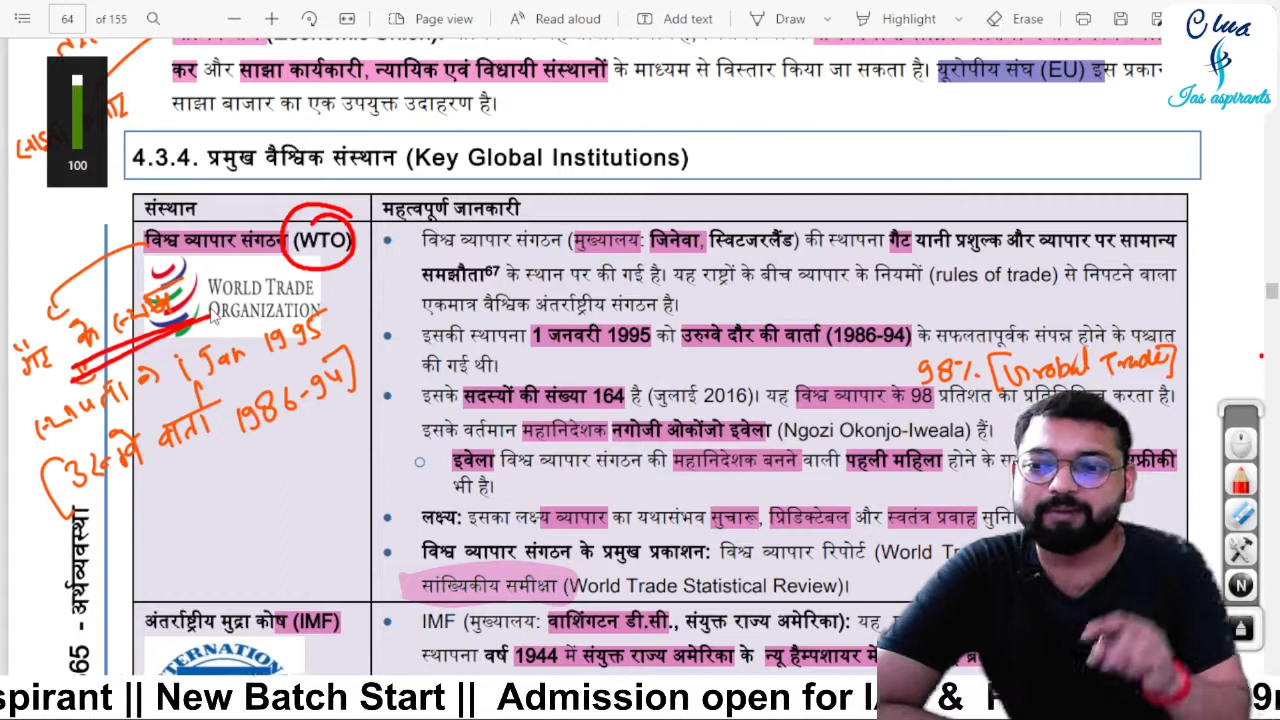 64 of 155 Page view Read aloud Add text Draw Highlight Erase
Clua
Ias aspirants
कर और साझा कार्यकारी, न्यायिक एवं विधायी संस्थानों के माध्यम से विस्तार किया जा सकता है। यूरोपीय संघ (EU) इस
साझा बाजार का एक उपयुक्त उदाहरण है।
100
4.3.4. प्रमुख वैश्विक संस्थान (Key Global Institutions)
संस्थान महत्वपूर्ण जानकारी
विश्व व्यापार संगठन (WTO)
WORLD TRADE
ORGANIZATION
गैट के स्थान
स्थापना 1 Jan 1995
उरुग्वे वार्ता 1986-94
• विश्व व्यापार संगठन (मुख्यालय: जिनेवा, स्विटजरलैंड) की स्थापना गैट यानी प्रशुल्क और व्यापार पर सामान्य
समझौता67 के स्थान पर की गई है। यह राष्ट्रों के बीच व्यापार के नियमों (rules of trade) से निपटने वाला
एकमात्र वैश्विक अंतर्राष्ट्रीय संगठन है।
• इसकी स्थापना 1 जनवरी 1995 को उरुग्वे दौर की वार्ता (1986-94) के सफलतापूर्वक संपन्न होने के पश्चात
की गई थी।
98% [Global Trade]
• इसके सदस्यों की संख्या 164 है (जुलाई 2016)। यह विश्व व्यापार के 98 प्रतिशत का प्रतिनिधित्व करता है।
इसके वर्तमान महानिदेशक नगोजी ओकोंजो इवेला (Ngozi Okonjo-Iweala) हैं।
o इवेला विश्व व्यापार संगठन की महानिदेशक बनने वाली पहली महिला होने के
भी है।
• लक्ष्य: इसका लक्ष्य व्यापार का यथासंभव सुचारू, प्रिडिक्टेबल और स्वतंत्र प्रवाह
• विश्व व्यापार संगठन के प्रमुख प्रकाशन: विश्व व्यापार रिपोर्ट (World
सांख्यिकीय समीक्षा (World Trade Statistical Review)।
अंतर्राष्ट्रीय मुद्रा कोष (IMF)
• IMF (मुख्यालय: वाशिंगटन डी.सी., संयुक्त राज्य अमेरिका): यह
स्थापना वर्ष 1944 में संयुक्त राज्य अमेरिका के न्यू हैम्पशायर में
65 - अर्थव्यवस्था
spirant || New Batch Start || Admission open for &